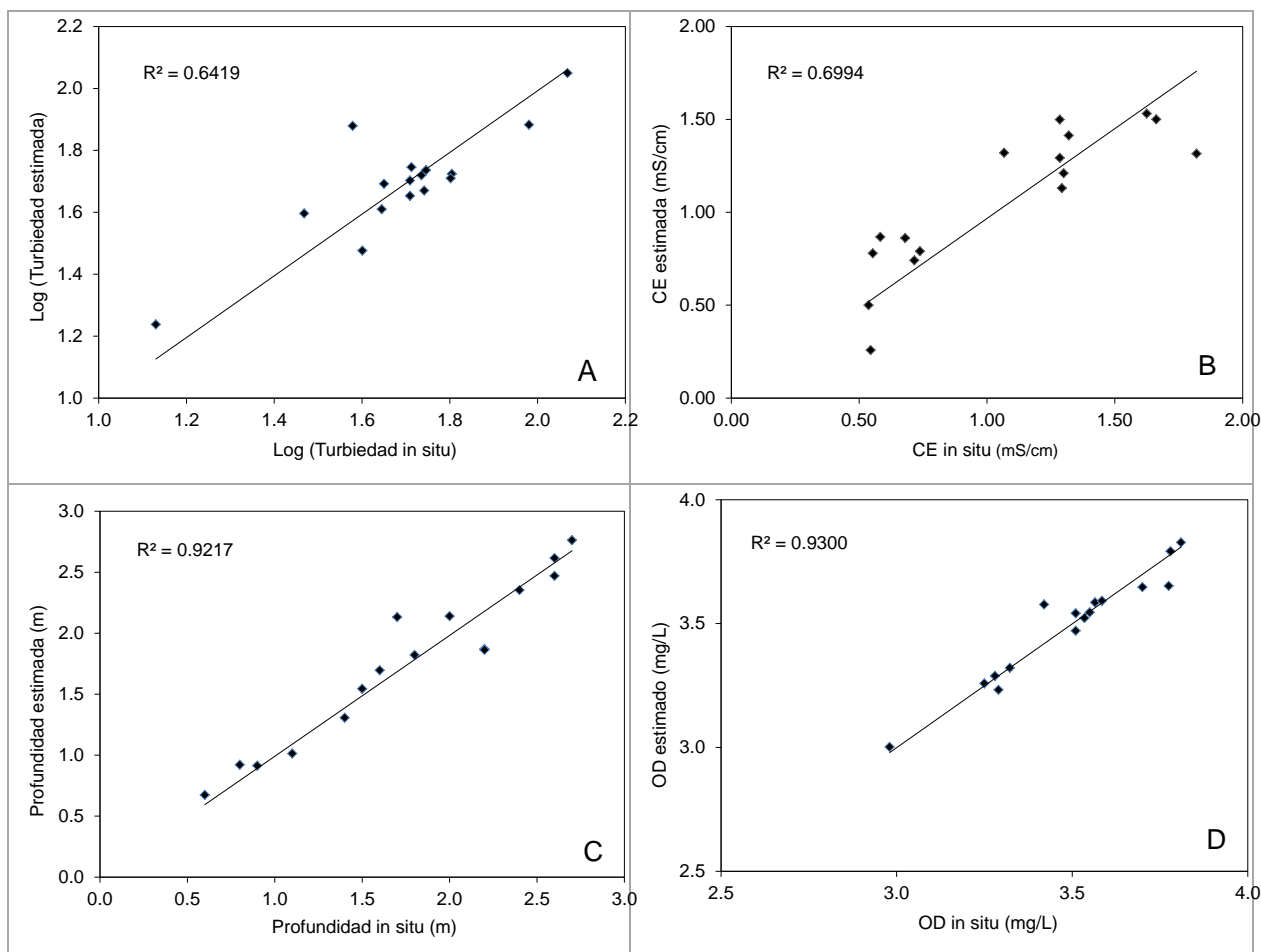 2.2
2.0
1.8
1.6
1.4
1.2
1.0
Log (Turbiedad estimada)
R² = 0.6419
A
1.0 1.2 1.4 1.6 1.8 2.0 2.2
Log (Turbiedad in situ)
2.00
1.50
1.00
0.50
0.00
CE estimada (mS/cm)
R² = 0.6994
B
0.00 0.50 1.00 1.50 2.00
CE in situ (mS/cm)
3.0
2.5
2.0
1.5
1.0
0.5
0.0
Profundidad estimada (m)
R² = 0.9217
C
0.0 0.5 1.0 1.5 2.0 2.5 3.0
Profundidad in situ (m)
4.0
3.5
3.0
2.5
OD estimado (mg/L)
R² = 0.9300
D
2.5 3.0 3.5 4.0
OD in situ (mg/L)